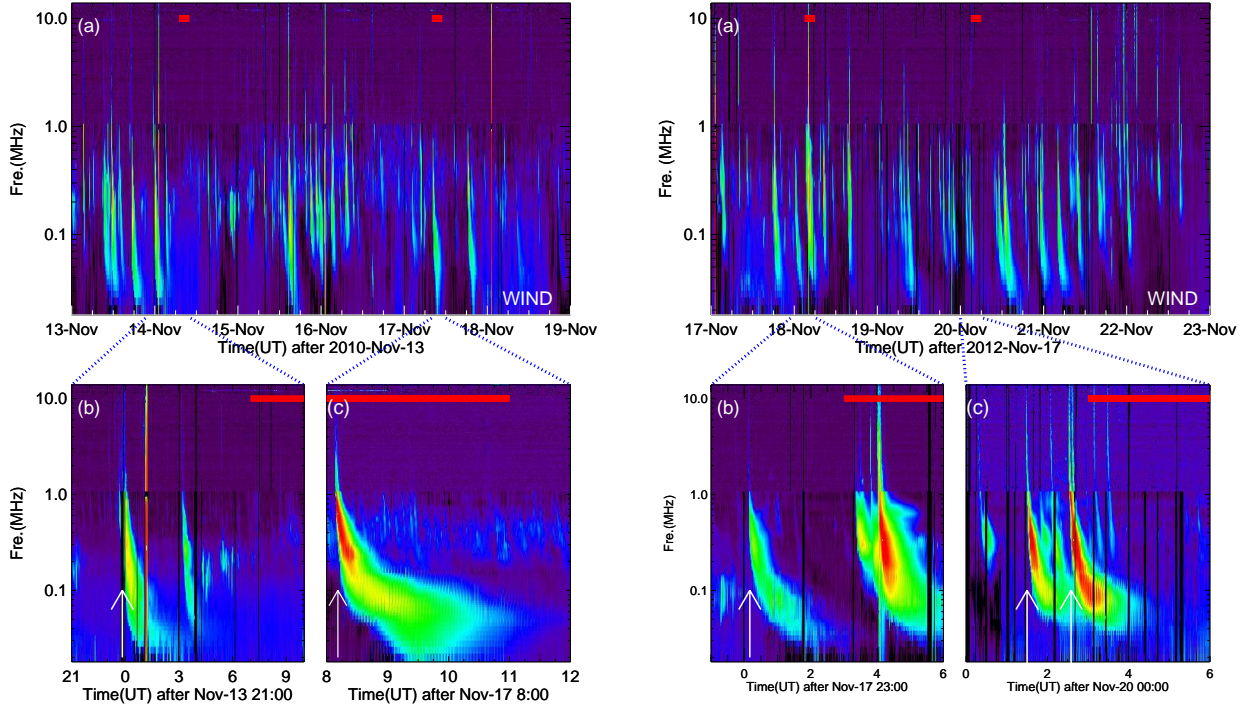 (a)
10.0
1.0
0.1
Fre.(MHz)
WIND
13-Nov 14-Nov 15-Nov 16-Nov 17-Nov 18-Nov 19-Nov
Time(UT) after 2010-Nov-13
(a)
10.0
1.0
0.1
Fre. (MHz)
WIND
17-Nov 18-Nov 19-Nov 20-Nov 21-Nov 22-Nov 23-Nov
Time(UT) after 2012-Nov-17
(b)
10.0
1.0
0.1
Fre.(MHz)
21 0 3 6 9
Time(UT) after Nov-13 21:00
(c)
8 9 10 11 12
Time(UT) after Nov-17 8:00
(b)
10.0
1.0
0.1
Fre.(MHz)
0 2 4 6
Time(UT) after Nov-17 23:00
(c)
0 2 4 6
Time(UT) after Nov-20 00:00